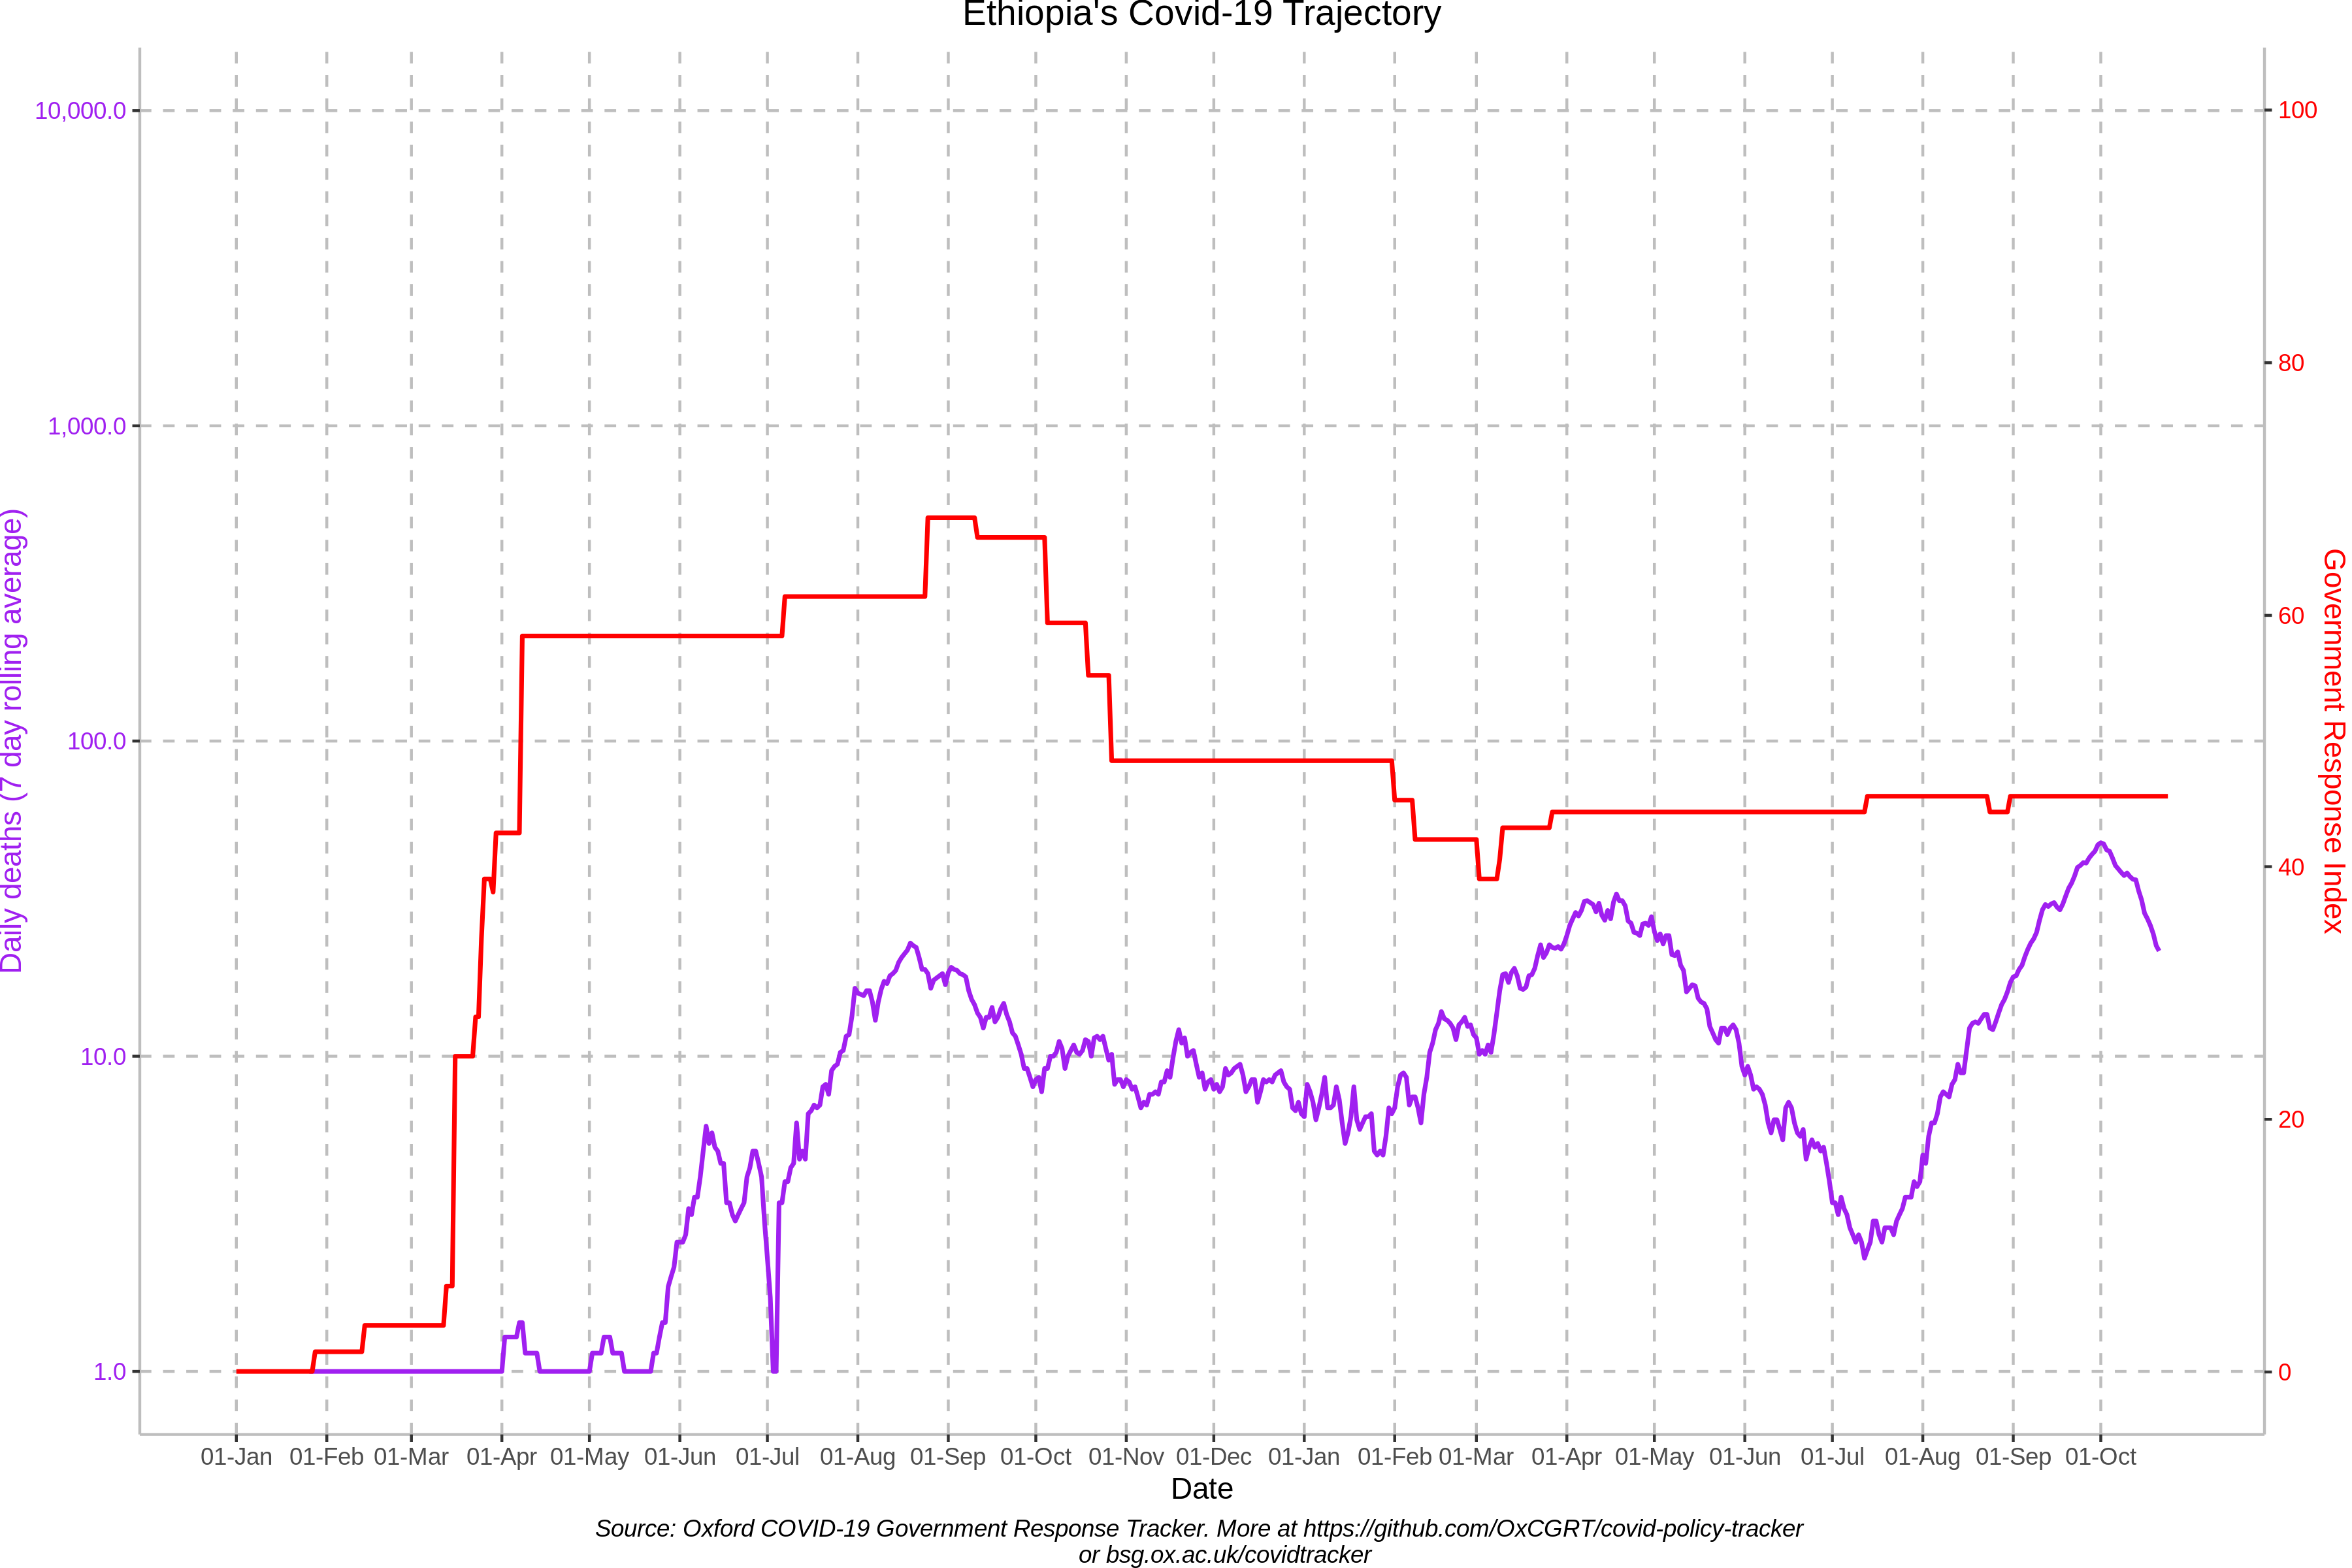 Ethiopia's Covid-19 Trajectory
Daily deaths (7 day rolling average)
10,000.0
1,000.0
100.0
10.0
1.0
100
80
60
40
20
0
Government Response Index
01-Jan 01-Feb 01-Mar 01-Apr 01-May 01-Jun 01-Jul 01-Aug 01-Sep 01-Oct 01-Nov 01-Dec 01-Jan 01-Feb 01-Mar 01-Apr 01-May 01-Jun 01-Jul 01-Aug 01-Sep 01-Oct
Date
Source: Oxford COVID-19 Government Response Tracker. More at https://github.com/OxCGRT/covid-policy-tracker
or bsg.ox.ac.uk/covidtracker